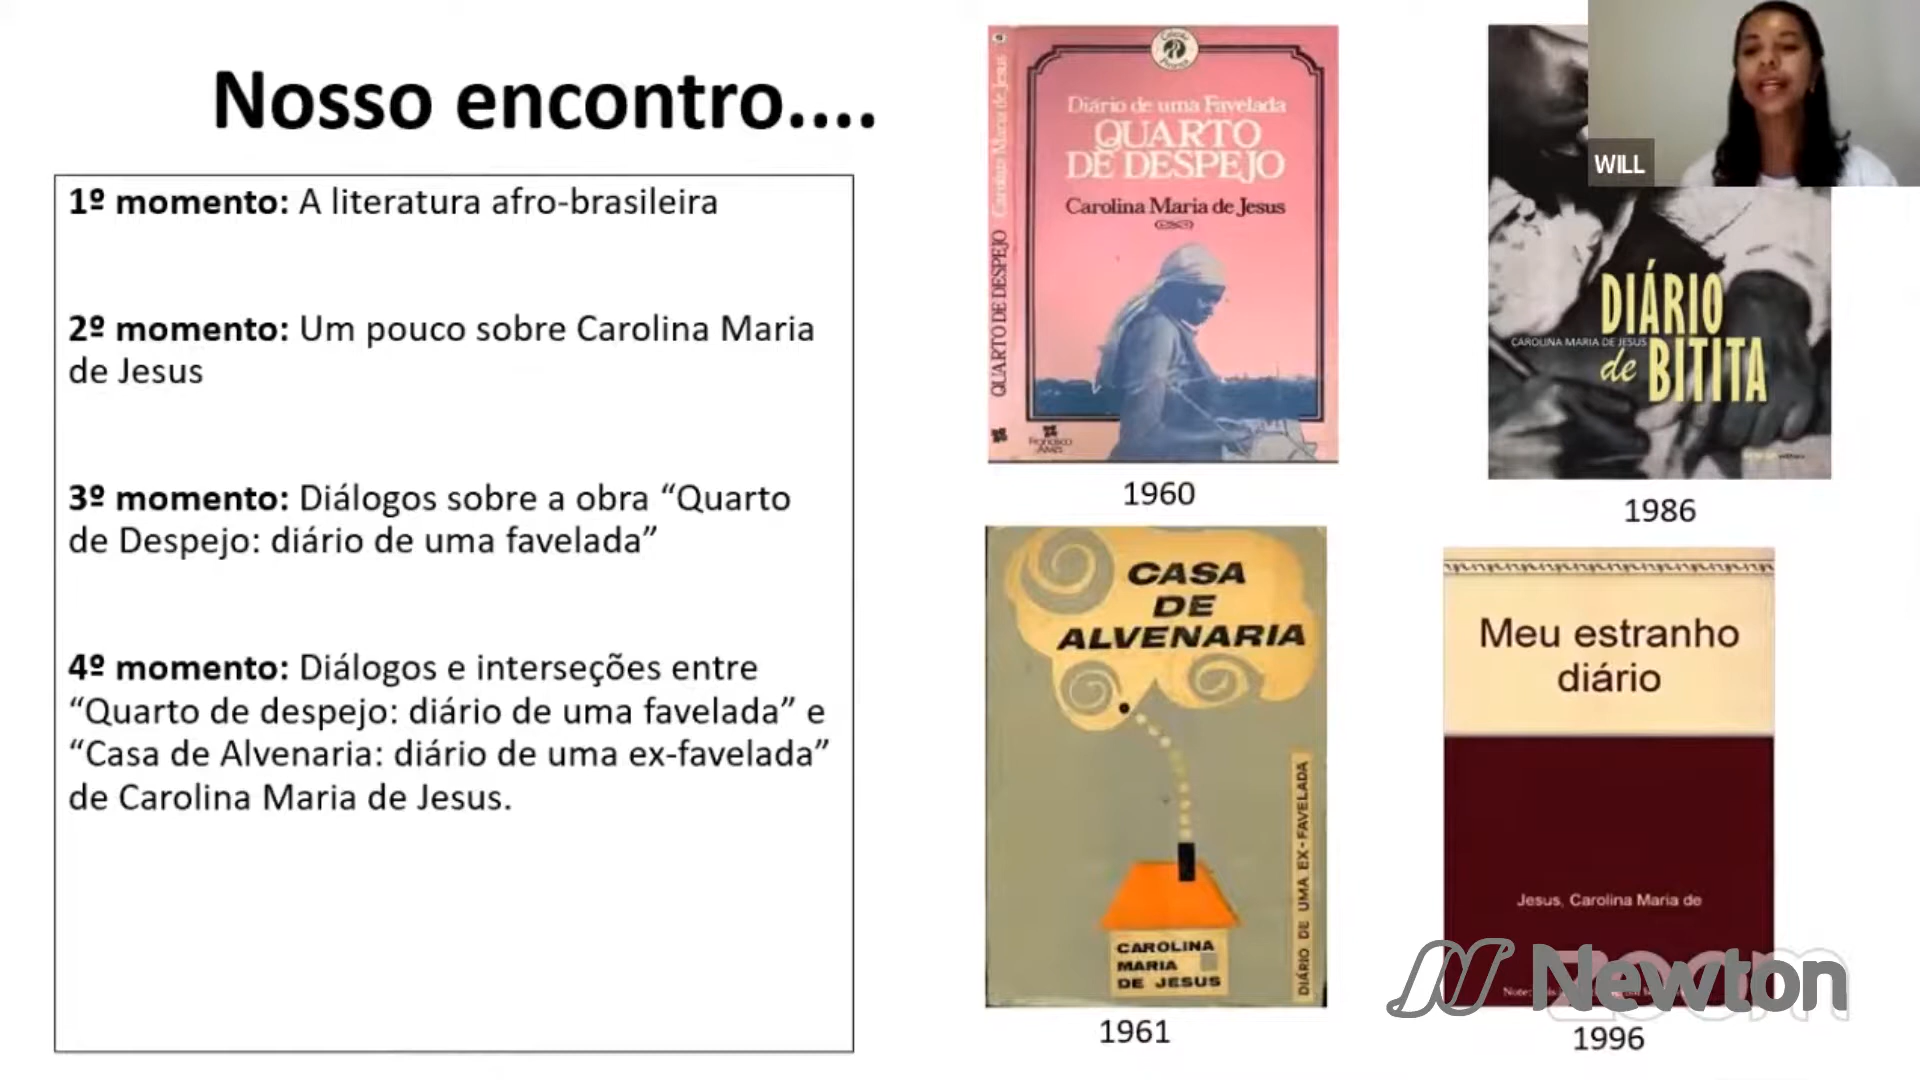 Nosso encontro....
1º momento: A literatura afro-brasileira
2º momento: Um pouco sobre Carolina Maria
de Jesus
3º momento: Diálogos sobre a obra “Quarto
de Despejo: diário de uma favelada”
4º momento: Diálogos e interseções entre
“Quarto de despejo: diário de uma favelada” e
“Casa de Alvenaria: diário de uma ex-favelada”
de Carolina Maria de Jesus.
Diário de uma Favelada
QUARTO
DE DESPEJO
Carolina Maria de Jesus
QUARTO DE DESPEJO Carolina Maria de Jesus
Francisco
Alves
1960
WILL
DIÁRIO
CAROLINA MARIA DE JESUS
de BITITA
1986
CASA
DE
ALVENARIA
DIÁRIO DE UMA EX-FAVELADA
CAROLINA
MARIA
DE JESUS
1961
Meu estranho
diário
Jesus, Carolina Maria de
Note:
zoom
Newton
1996